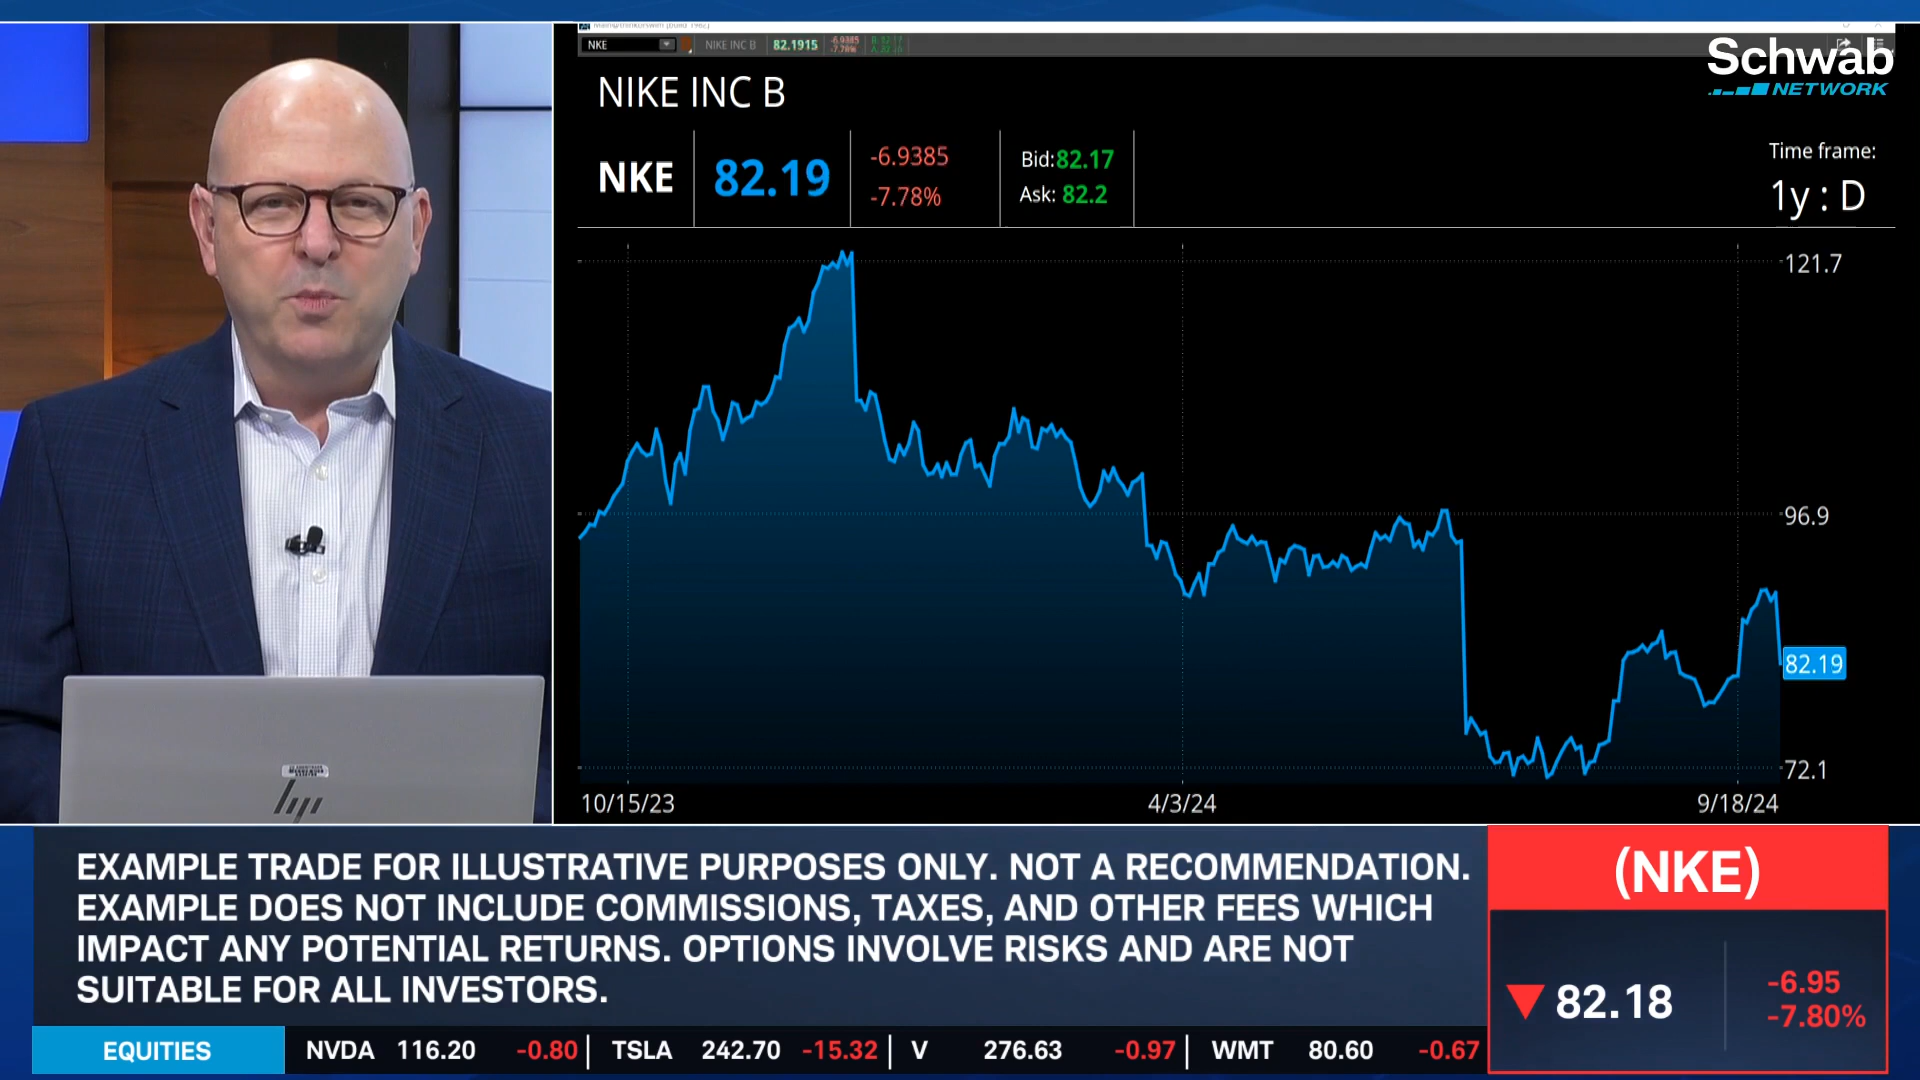 NKE NIKE INC B 82.1915 -6.9385 -7.78%
Schwab
NETWORK
NIKE INC B
NKE 82.19 -6.9385 -7.78% Bid:82.17 Ask: 82.2
Time frame:
1y : D
121.7
96.9
82.19
72.1
10/15/23 4/3/24 9/18/24
hp
EXAMPLE TRADE FOR ILLUSTRATIVE PURPOSES ONLY. NOT A RECOMMENDATION.
EXAMPLE DOES NOT INCLUDE COMMISSIONS, TAXES, AND OTHER FEES WHICH
IMPACT ANY POTENTIAL RETURNS. OPTIONS INVOLVE RISKS AND ARE NOT
SUITABLE FOR ALL INVESTORS.
(NKE)
82.18 -6.95
-7.80%
EQUITIES NVDA 116.20 -0.80 TSLA 242.70 -15.32 V 276.63 -0.97 WMT 80.60 -0.67